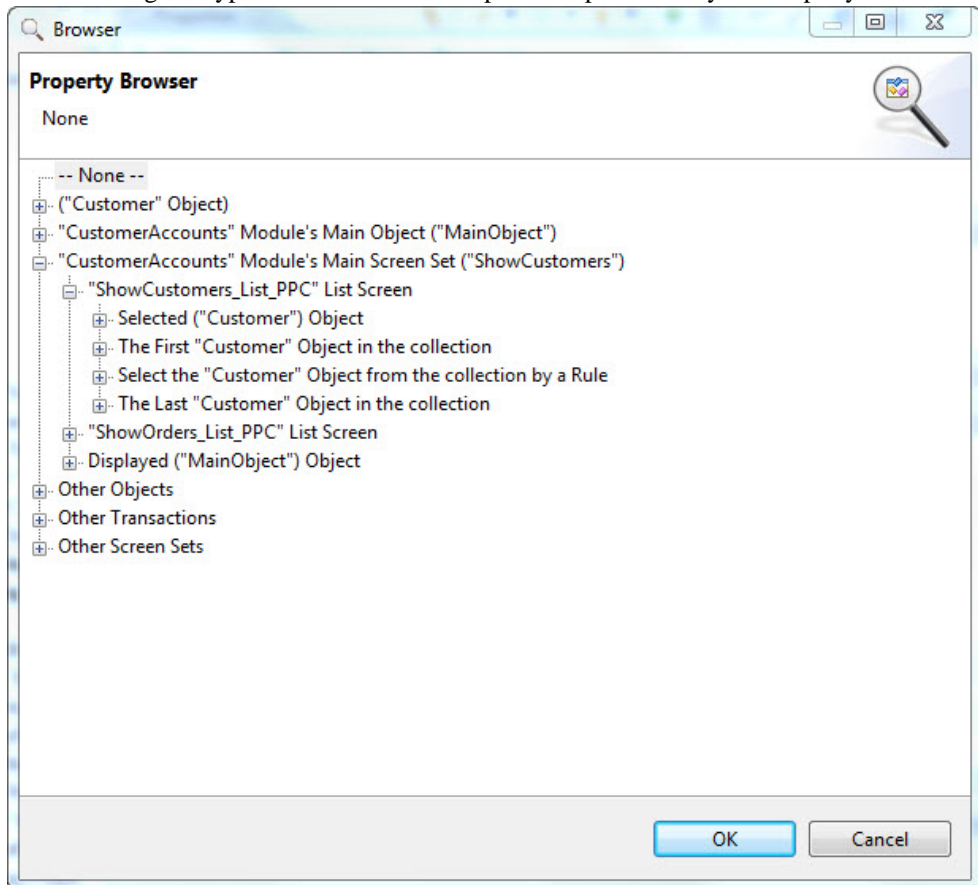 Browser
Property Browser
None
-- None --
("Customer" Object)
"CustomerAccounts" Module's Main Object ("MainObject")
"CustomerAccounts" Module's Main Screen Set ("ShowCustomers")
"ShowCustomers_List_PPC" List Screen
Selected ("Customer") Object
The First "Customer" Object in the collection
Select the "Customer" Object from the collection by a Rule
The Last "Customer" Object in the collection
"ShowOrders_List_PPC" List Screen
Displayed ("MainObject") Object
Other Objects
Other Transactions
Other Screen Sets
OK Cancel